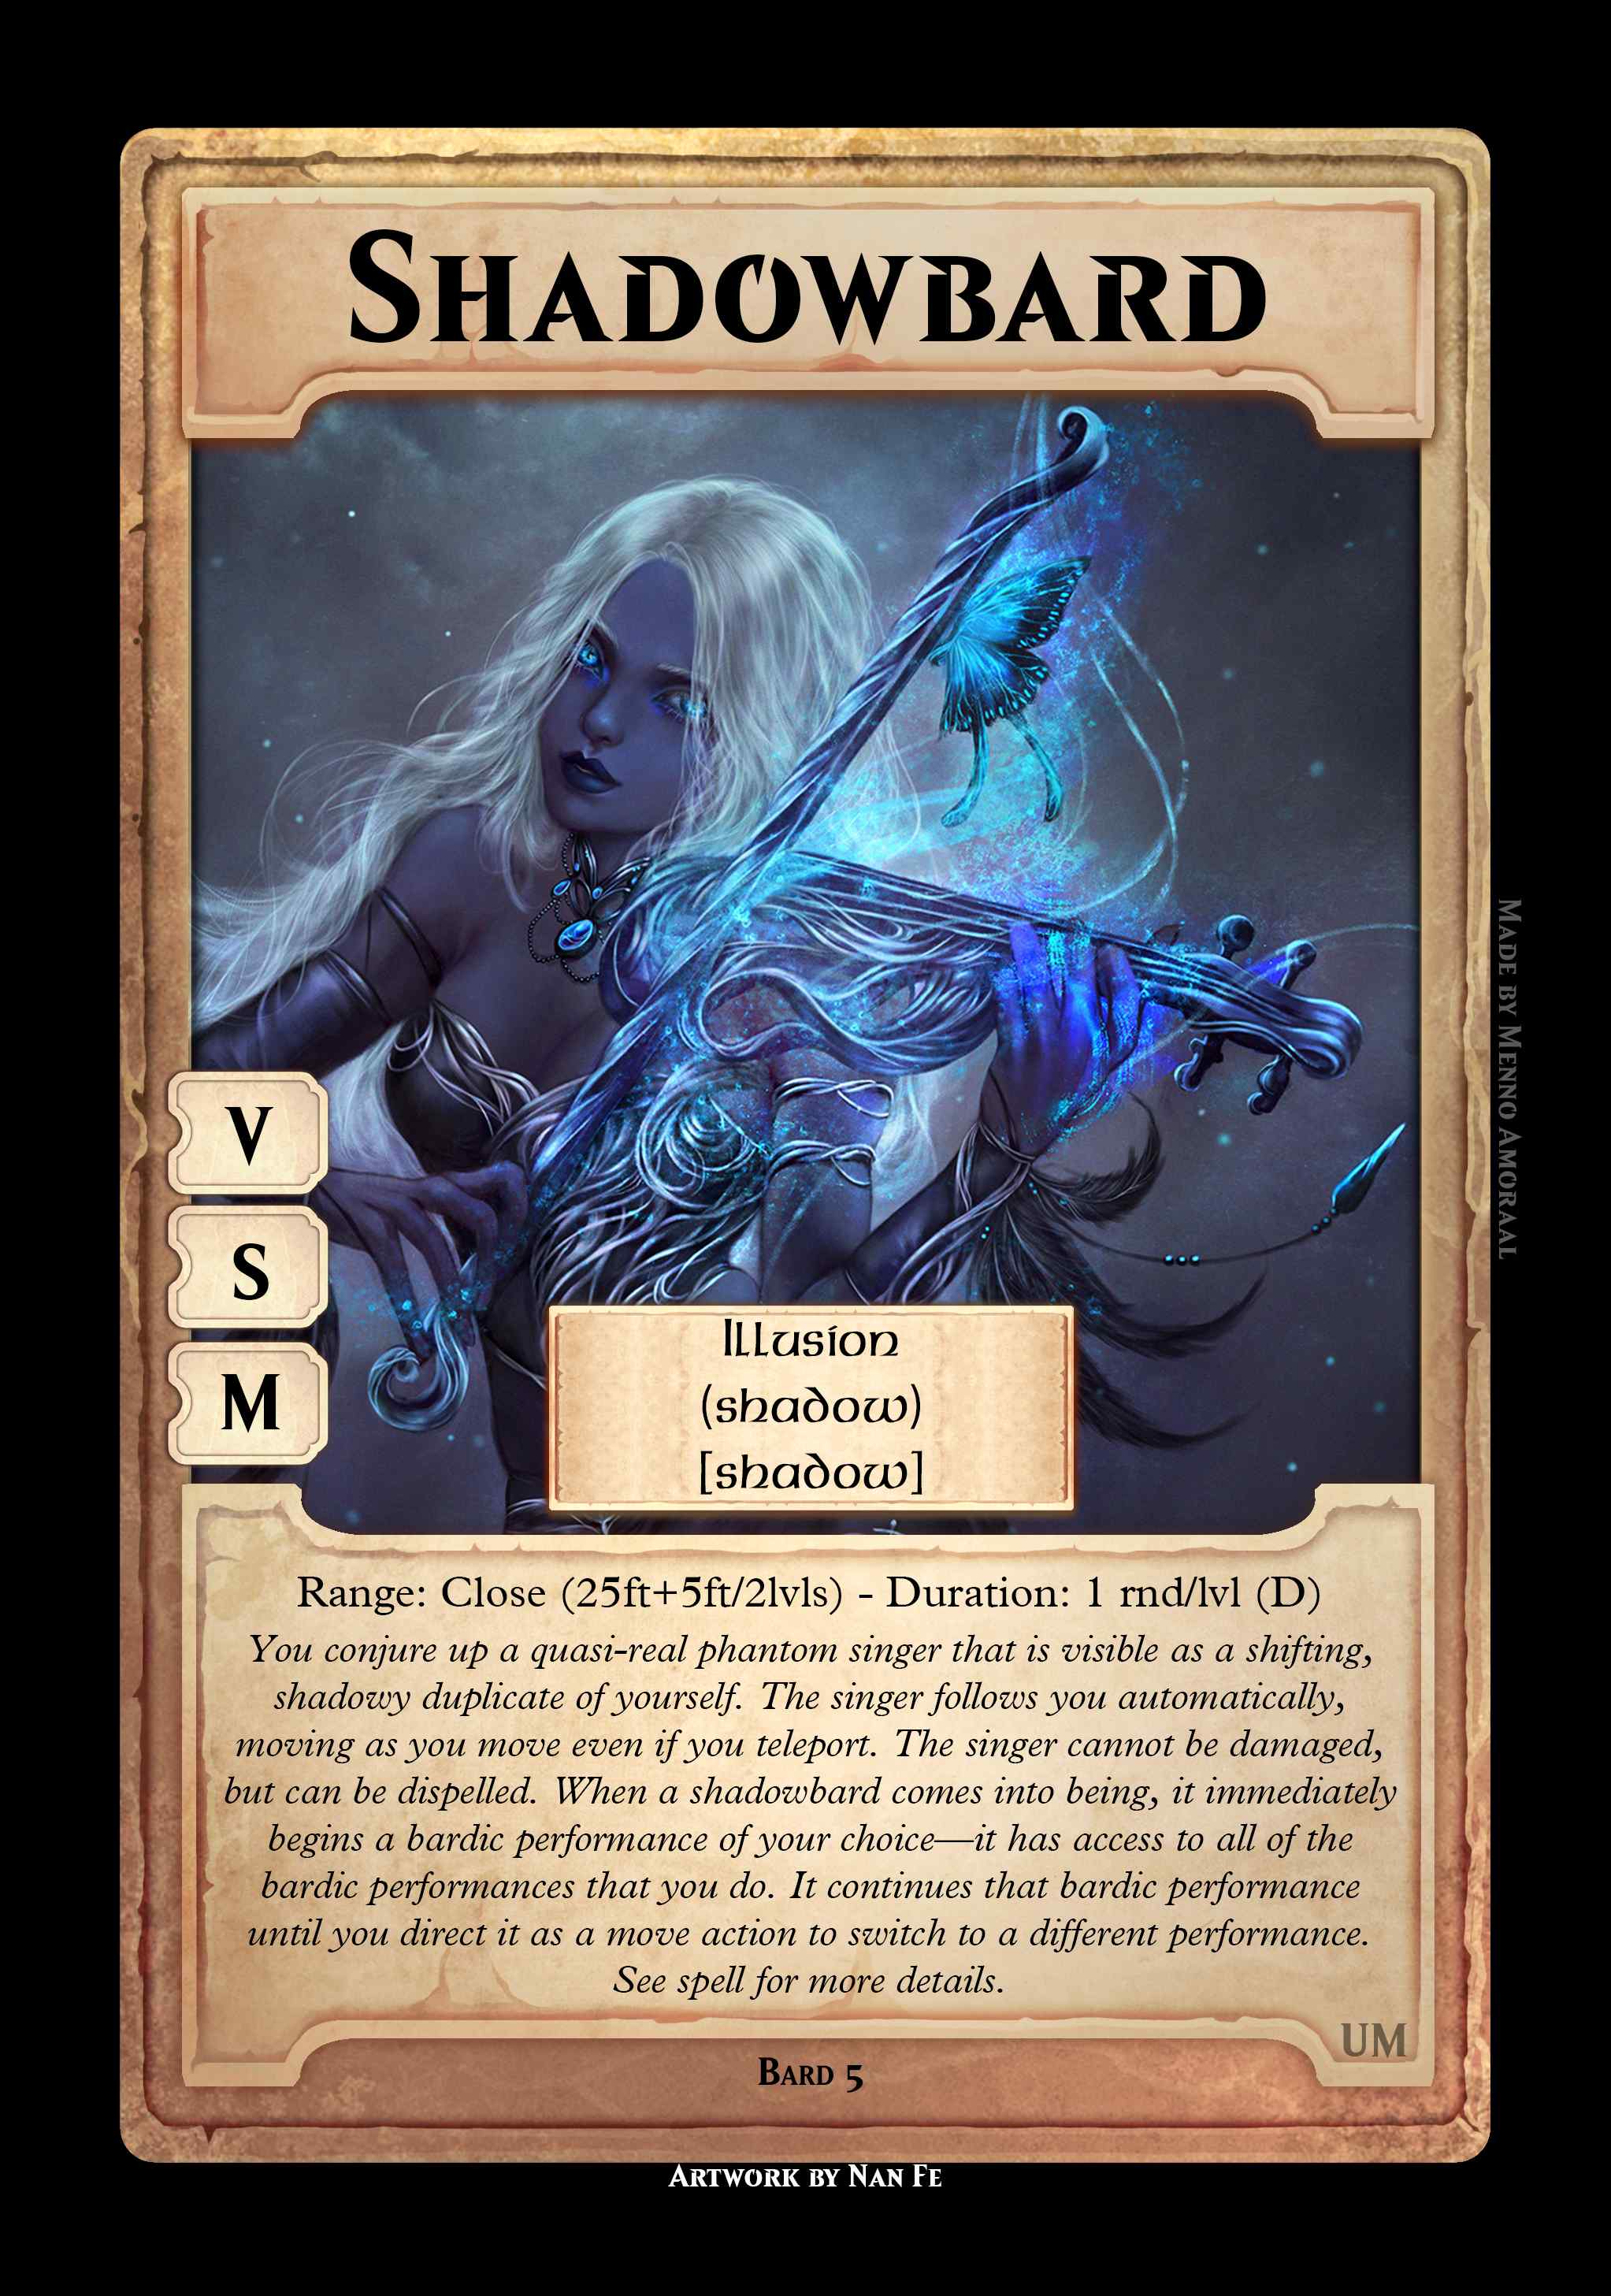 Shadowbard
V
S
M
Illusion
(shadow)
[shadow]
Range: Close (25ft+5ft/2lvls) - Duration: 1 rnd/lvl (D)
You conjure up a quasi-real phantom singer that is visible as a shifting,
shadowy duplicate of yourself. The singer follows you automatically,
moving as you move even if you teleport. The singer cannot be damaged,
but can be dispelled. When a shadowbard comes into being, it immediately
begins a bardic performance of your choice—it has access to all of the
bardic performances that you do. It continues that bardic performance
until you direct it as a move action to switch to a different performance.
See spell for more details.
UM
Bard 5
Artwork by Nan Fe
Made by Menno Amoraal